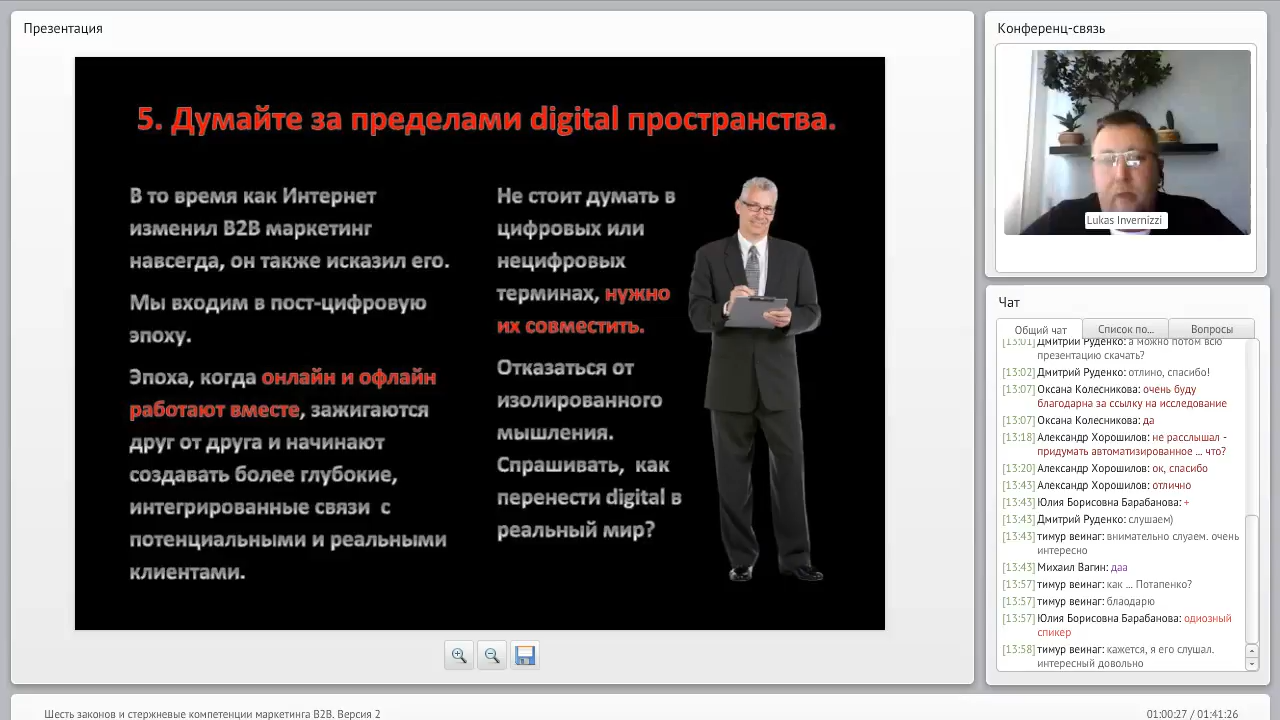 Презентация
5. Думайте за пределами digital пространства.
В то время как Интернет
изменил B2B маркетинг
навсегда, он также исказил его.
Мы входим в пост-цифровую
эпоху.
Эпоха, когда онлайн и офлайн
работают вместе, зажигаются
друг от друга и начинают
создавать более глубокие,
интегрированные связи с
потенциальными и реальными
клиентами.
Не стоит думать в
цифровых или
нецифровых
терминах, нужно
их совместить.
Отказаться от
изолированного
мышления.
Спрашивать, как
перенести digital в
реальный мир?
Конференц-связь
Lukas Invernizzi
Чат
Общий чат
Список по...
Вопросы
[13:01] Дмитрий Руденко: а можно потом всю
презентацию скачать?
[13:02] Дмитрий Руденко: отлино, спасибо!
[13:07] Оксана Колесникова: очень буду
благодарна за ссылку на исследование
[13:07] Оксана Колесникова: да
[13:18] Александр Хорошилов: не расслышал -
придумать автоматизированное ... что?
[13:20] Александр Хорошилов: ок, спасибо
[13:43] Александр Хорошилов: отлично
[13:43] Юлия Борисовна Барабанова: +
[13:43] Дмитрий Руденко: слушаем)
[13:43] тимур веинаг: внимательно слуаем. очень
интересно
[13:43] Михаил Вагин: даа
[13:57] тимур веинаг: как ... Потапенко?
[13:57] тимур веинаг: блаодарю
[13:57] Юлия Борисовна Барабанова: одиозный
спикер
[13:58] тимур веинаг: кажется, я его слушал.
интересный довольно
Шесть законов и стержневые компетенции маркетинга B2B. Версия 2
01:00:27 / 01:41:26